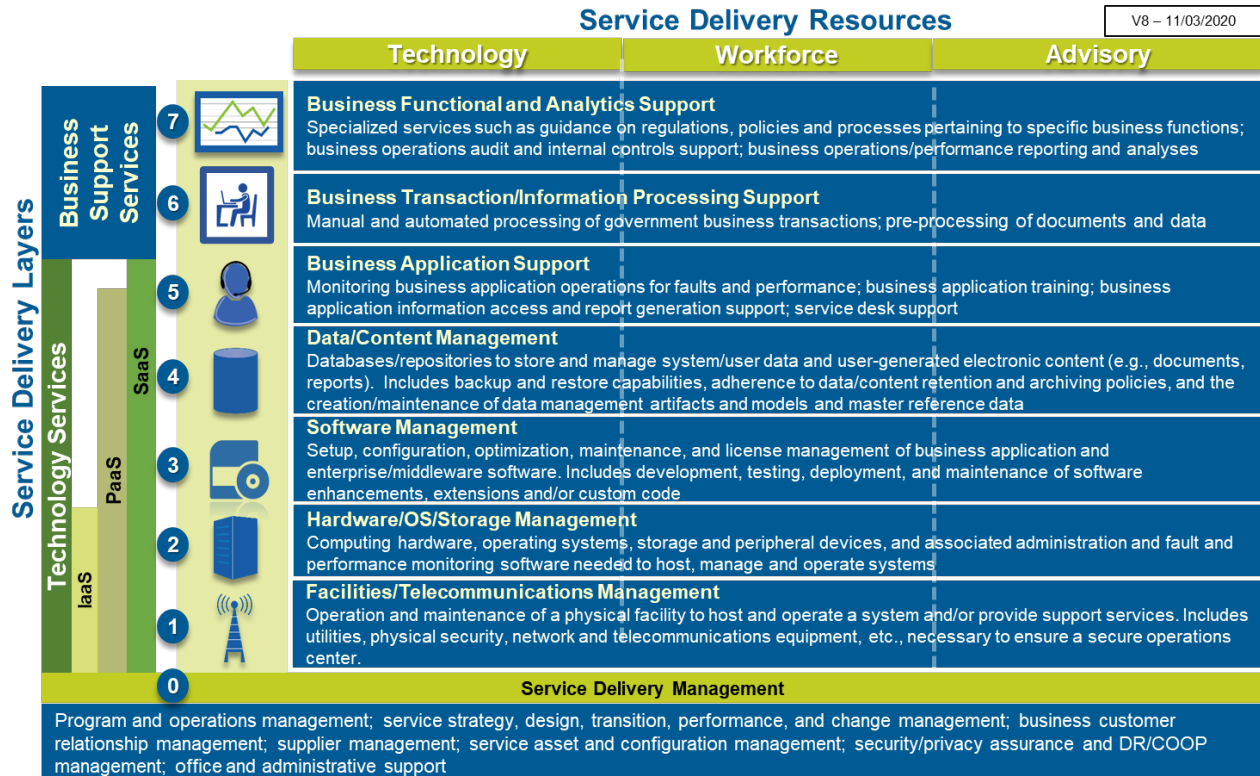 Service Delivery Resources
V8 – 11/03/2020
Technology
Workforce
Advisory
Service Delivery Layers
Business
Support
Services
Technology Services
IaaS
PaaS
SaaS
7
Business Functional and Analytics Support
Specialized services such as guidance on regulations, policies and processes pertaining to specific business functions;
business operations audit and internal controls support; business operations/performance reporting and analyses
6
Business Transaction/Information Processing Support
Manual and automated processing of government business transactions; pre-processing of documents and data
5
Business Application Support
Monitoring business application operations for faults and performance; business application training; business
application information access and report generation support; service desk support
4
Data/Content Management
Databases/repositories to store and manage system/user data and user-generated electronic content (e.g., documents,
reports). Includes backup and restore capabilities, adherence to data/content retention and archiving policies, and the
creation/maintenance of data management artifacts and models and master reference data
3
Software Management
Setup, configuration, optimization, maintenance, and license management of business application and
enterprise/middleware software. Includes development, testing, deployment, and maintenance of software
enhancements, extensions and/or custom code
2
Hardware/OS/Storage Management
Computing hardware, operating systems, storage and peripheral devices, and associated administration and fault and
performance monitoring software needed to host, manage and operate systems
1
Facilities/Telecommunications Management
Operation and maintenance of a physical facility to host and operate a system and/or provide support services. Includes
utilities, physical security, network and telecommunications equipment, etc., necessary to ensure a secure operations
center.
0
Service Delivery Management
Program and operations management; service strategy, design, transition, performance, and change management; business customer
relationship management; supplier management; service asset and configuration management; security/privacy assurance and DR/COOP
management; office and administrative support